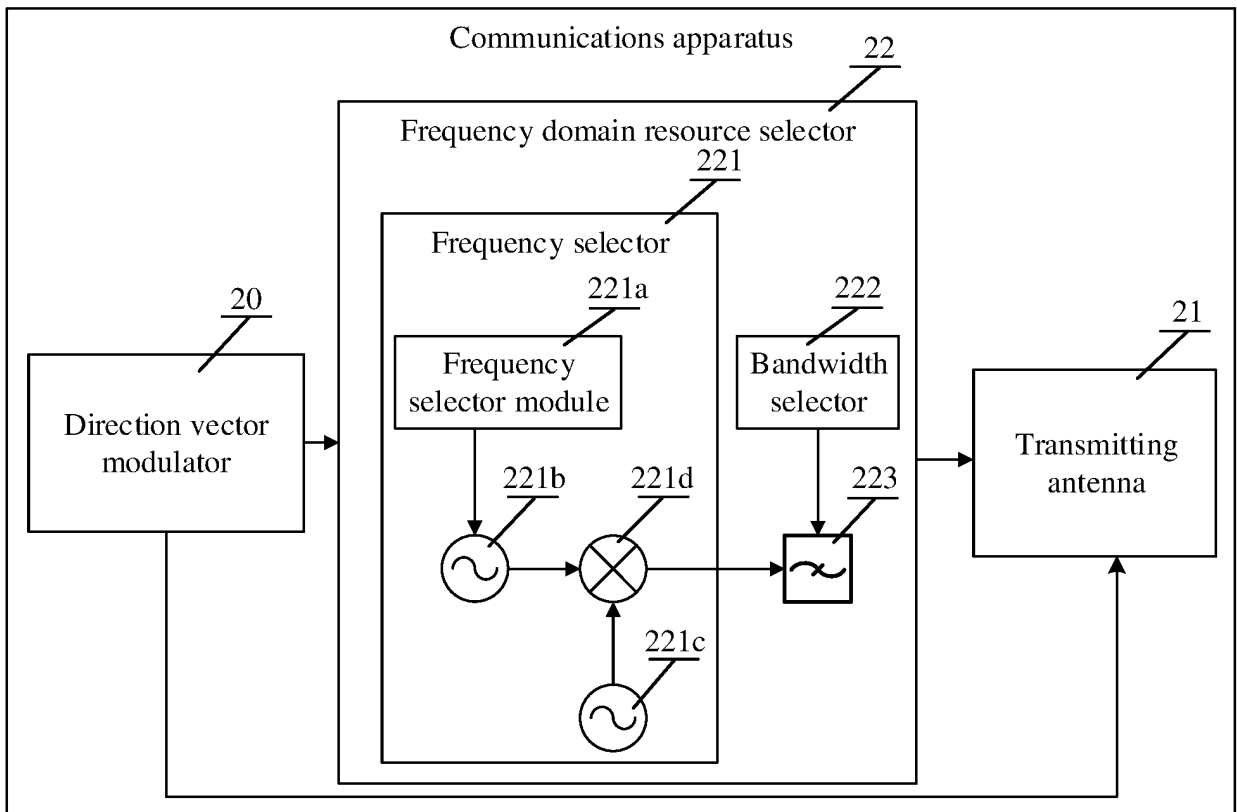 Communications apparatus
22
Frequency domain resource selector
221
Frequency selector
221a
Frequency
selector module
222
Bandwidth
selector
20
Direction vector
modulator
21
Transmitting
antenna
221b
221d
223
221c